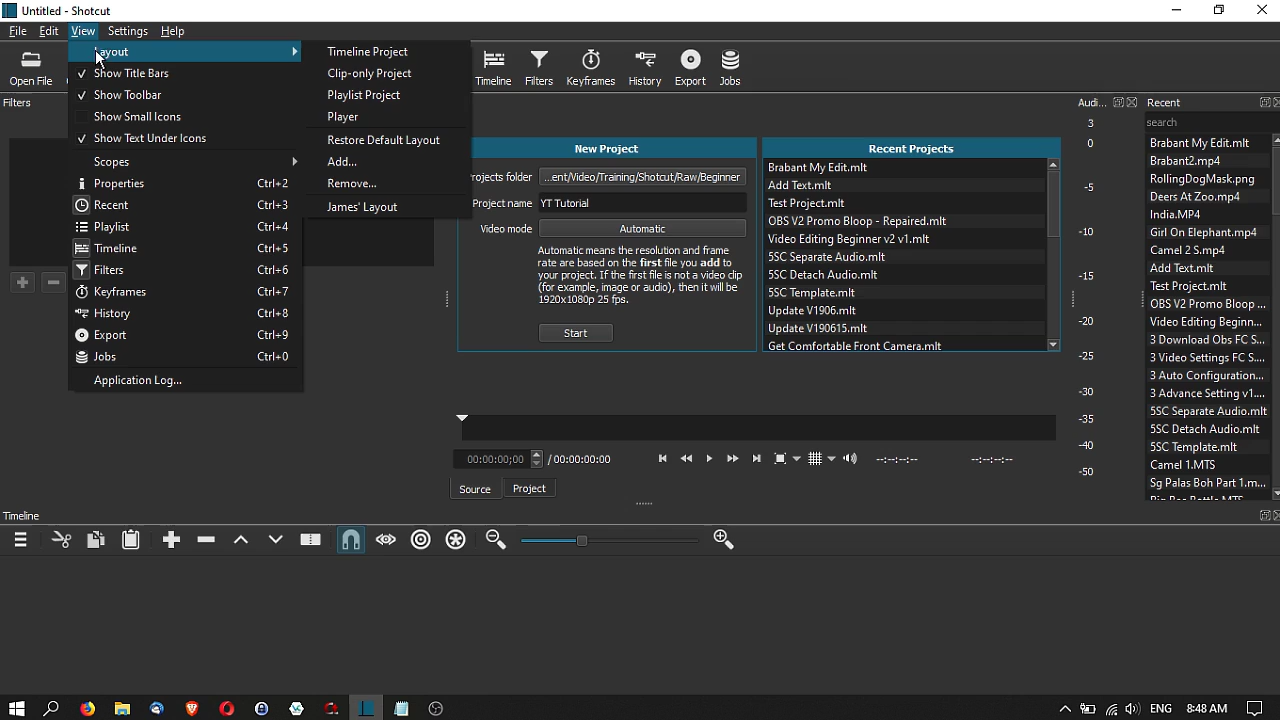 Untitled - Shotcut
File Edit View Settings Help
Open File
Timeline Filters Keyframes History Export Jobs
Layout
Show Title Bars
Show Toolbar
Show Small Icons
Show Text Under Icons
Scopes
Properties Ctrl+2
Recent Ctrl+3
Playlist Ctrl+4
Timeline Ctrl+5
Filters Ctrl+6
Keyframes Ctrl+7
History Ctrl+8
Export Ctrl+9
Jobs Ctrl+0
Application Log...
Timeline Project
Clip-only Project
Playlist Project
Player
Restore Default Layout
Add...
Remove...
James' Layout
Filters
New Project
Projects folder ...ent/Video/Training/Shotcut/Raw/Beginner
Project name YT Tutorial
Video mode Automatic
Automatic means the resolution and frame
rate are based on the first file you add to
your project. If the first file is not a video clip
(for example, image or audio), then it will be
1920x1080p 25 fps.
Start
Recent Projects
Brabant My Edit.mlt
Add Text.mlt
Test Project.mlt
OBS V2 Promo Bloop - Repaired.mlt
Video Editing Beginner v2 v1.mlt
5SC Separate Audio.mlt
5SC Detach Audio.mlt
5SC Template.mlt
Update V1906.mlt
Update V190615.mlt
Get Comfortable Front Camera.mlt
00:00:00;00 / 00:00:00:00
--:--:--:-- --:--:--:--
Source Project
Audi...
3
0
-5
-10
-15
-20
-25
-30
-35
-40
-50
Recent
search
Brabant My Edit.mlt
Brabant2.mp4
RollingDogMask.png
Deers At Zoo.mp4
India.MP4
Girl On Elephant.mp4
Camel 2 S.mp4
Add Text.mlt
Test Project.mlt
OBS V2 Promo Bloop ...
Video Editing Beginn...
3 Download Obs FC S...
3 Video Settings FC S...
3 Auto Configuration...
3 Advance Setting v1....
5SC Separate Audio.mlt
5SC Detach Audio.mlt
5SC Template.mlt
Camel 1.MTS
Sg Palas Boh Part 1.m...
Timeline
ENG 8:48 AM